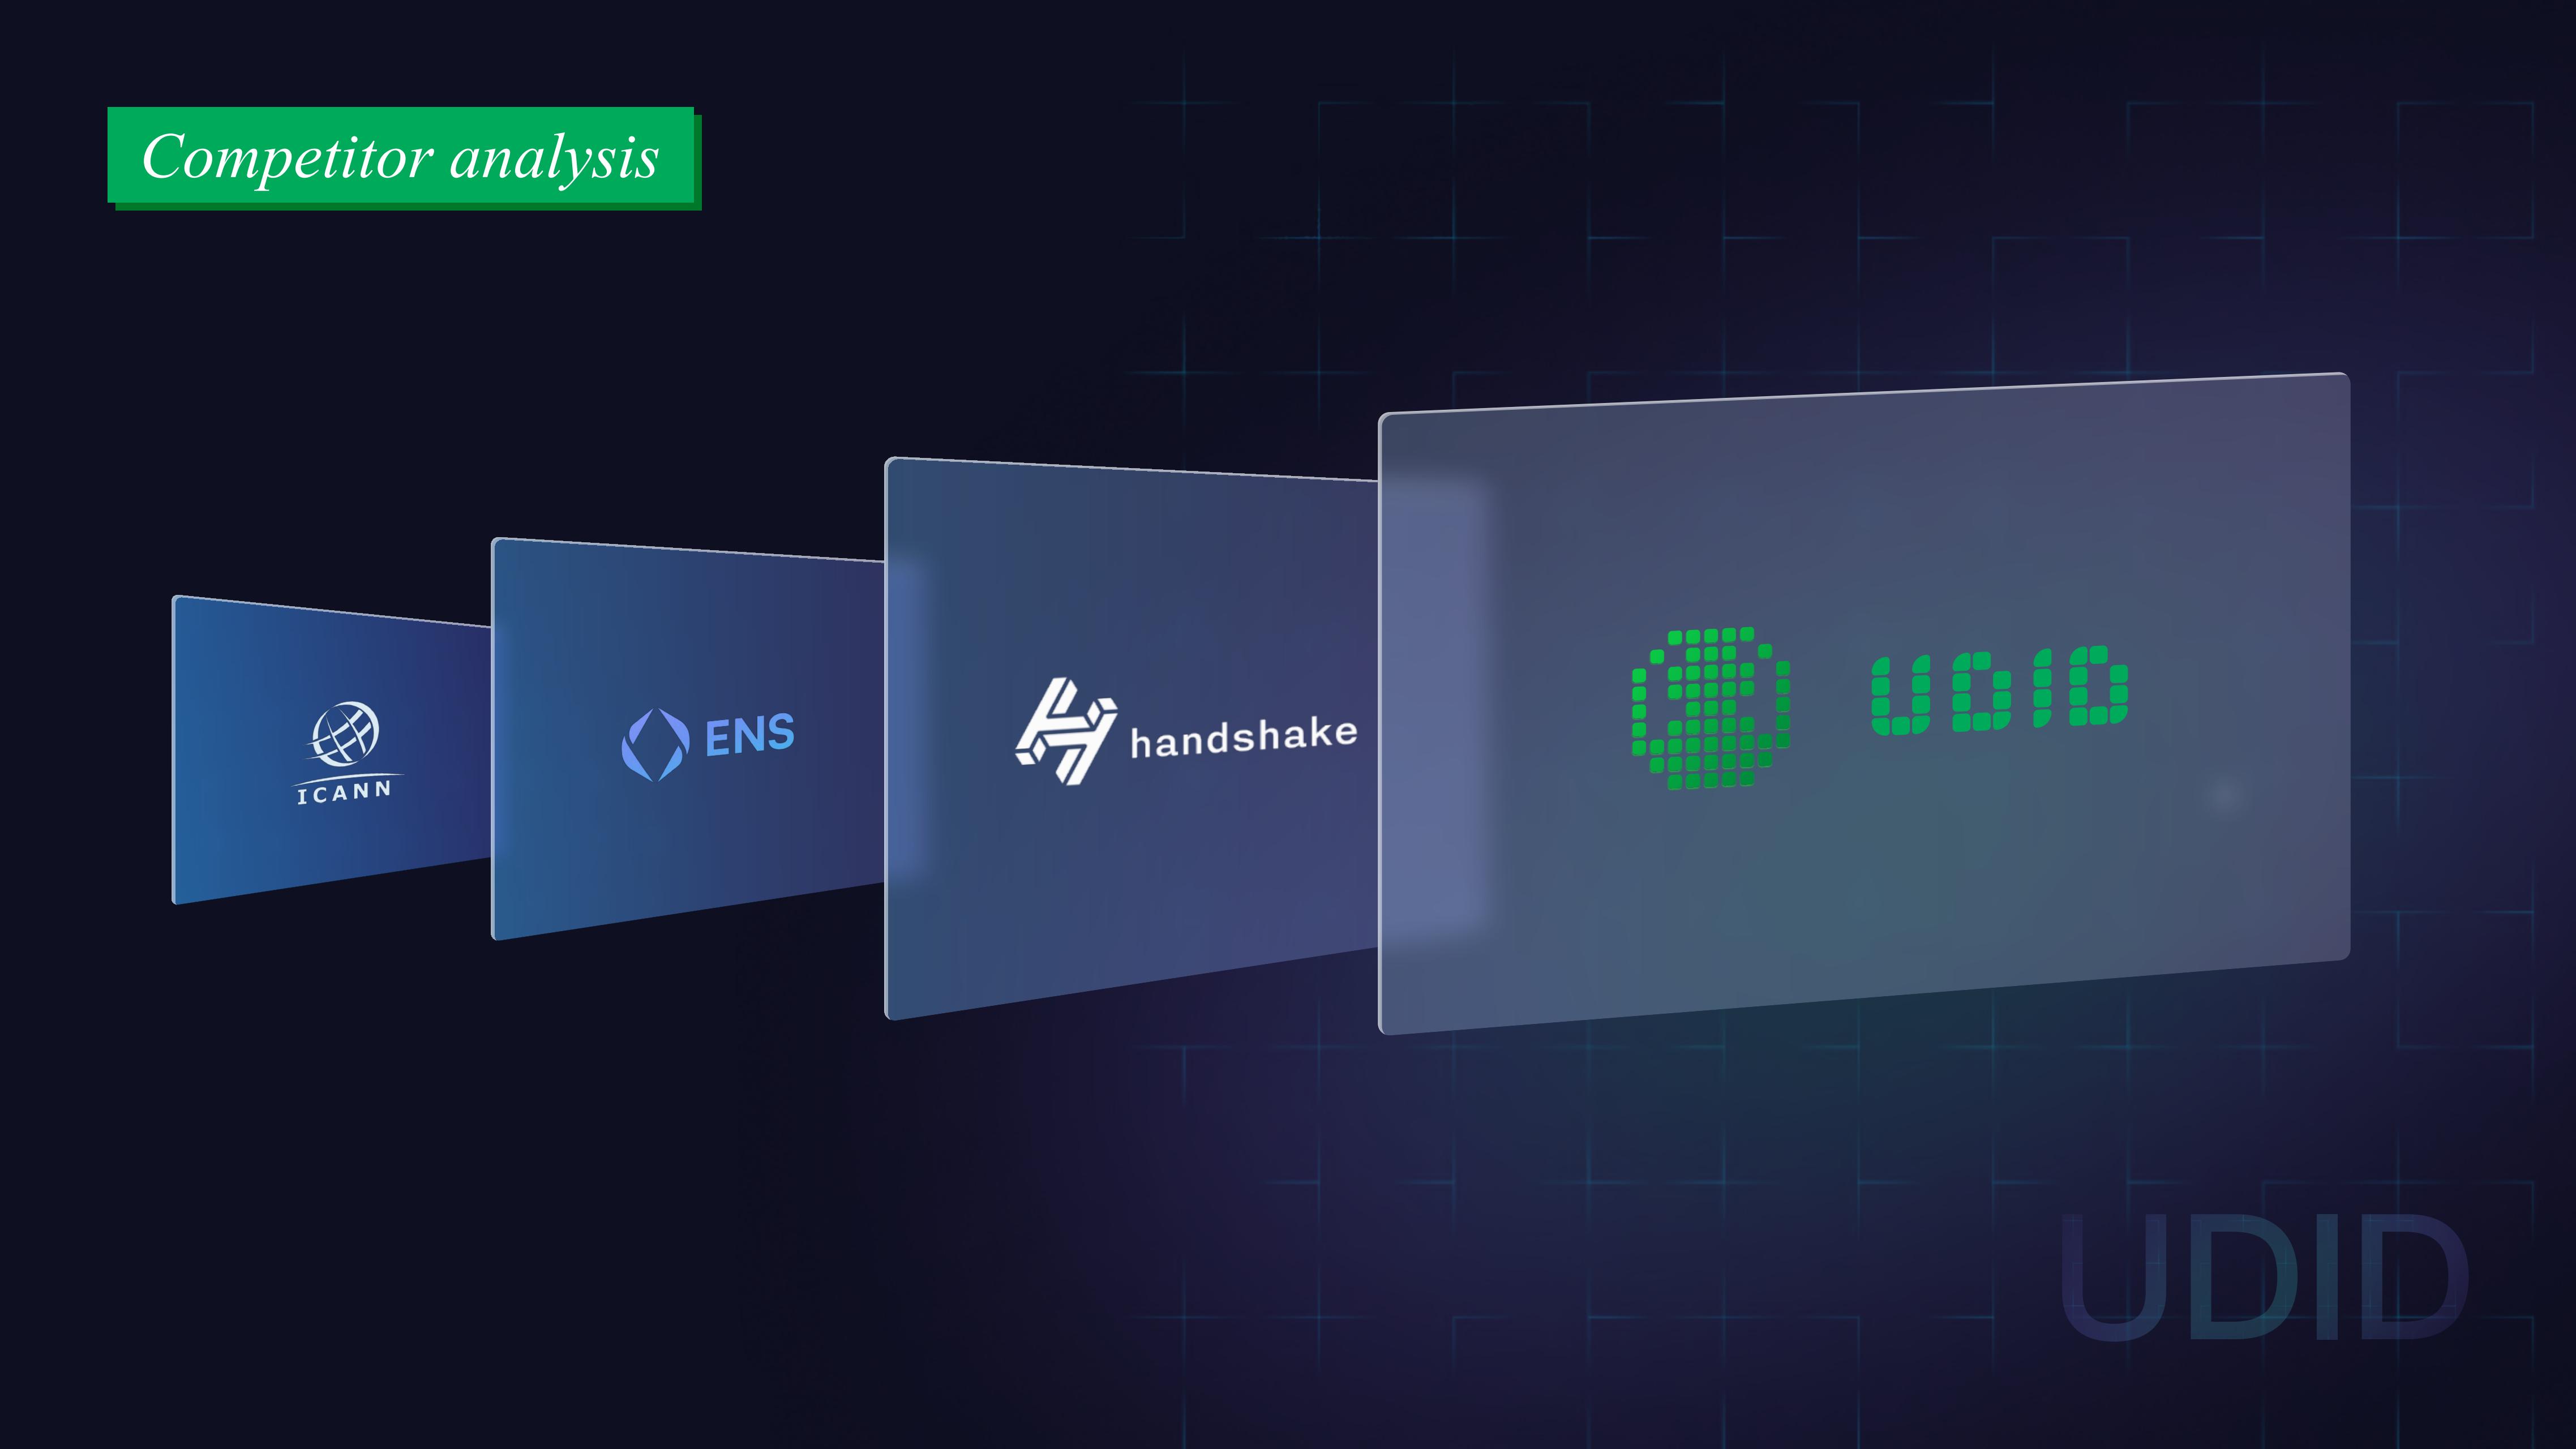 Competitor analysis
ICANN
ENS
handshake
UDID
UDID